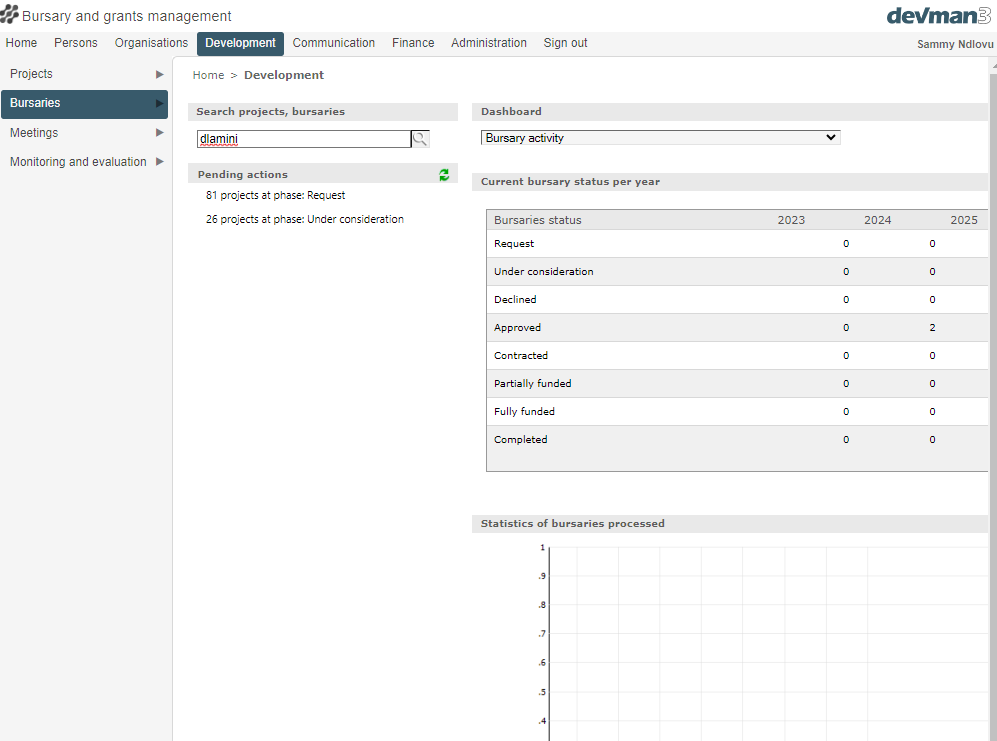 Bursary and grants management
devman3
Home Persons Organisations Development Communication Finance Administration Sign out
Sammy Ndlovu
Projects
Bursaries
Meetings
Monitoring and evaluation
Home > Development
Search projects, bursaries
dlamini
Pending actions
81 projects at phase: Request
26 projects at phase: Under consideration
Dashboard
Bursary activity
Current bursary status per year
Bursaries status 2023 2024 2025
Request 0 0
Under consideration 0 0
Declined 0 0
Approved 0 2
Contracted 0 0
Partially funded 0 0
Fully funded 0 0
Completed 0 0
Statistics of bursaries processed
1
.9
.8
.7
.6
.5
.4